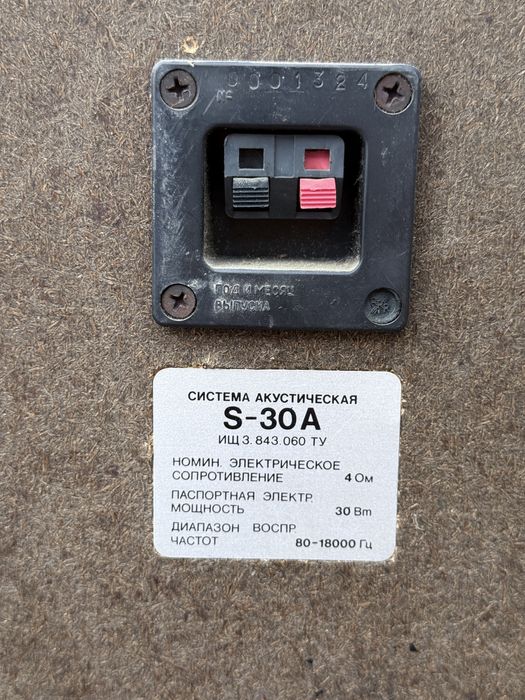 № 0001324
ГОД И МЕСЯЦ
ВЫПУСКА
СИСТЕМА АКУСТИЧЕСКАЯ
S-30A
ИЩ3.843.060 ТУ
НОМИН. ЭЛЕКТРИЧЕСКОЕ
СОПРОТИВЛЕНИЕ 4 Ом
ПАСПОРТНАЯ ЭЛЕКТР.
МОЩНОСТЬ 30 Вт
ДИАПАЗОН ВОСПР.
ЧАСТОТ 80-18000 Гц